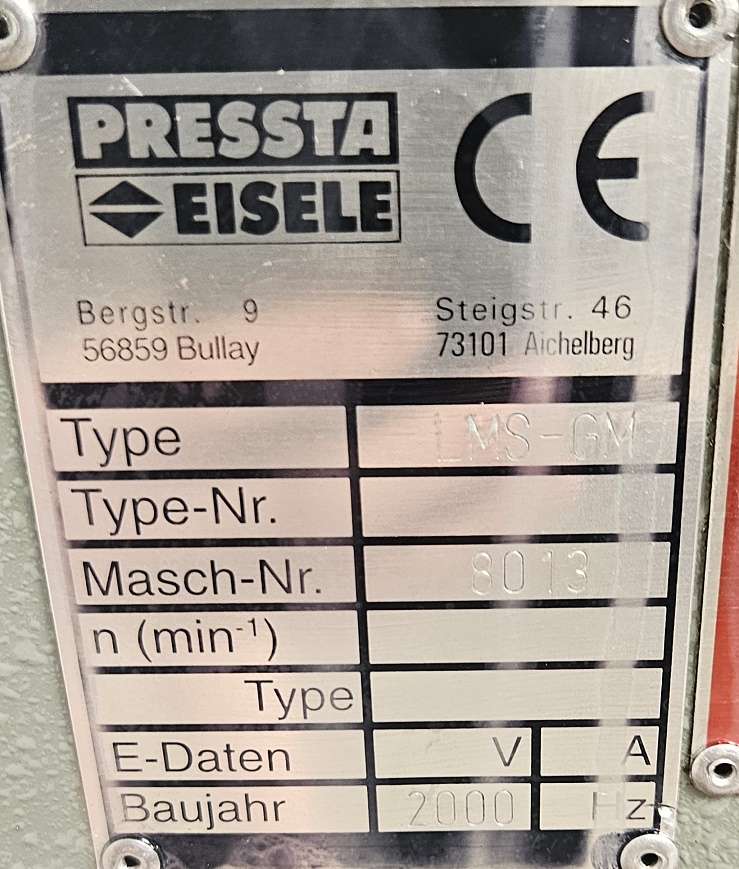 PRESSTA
EISELE
CE
Bergstr. 9
56859 Bullay
Steigstr. 46
73101 Aichelberg
Type LMS-GM
Type-Nr.
Masch-Nr. 8013
n (min-1)
Type
E-Daten V A
Baujahr 2000 Hz